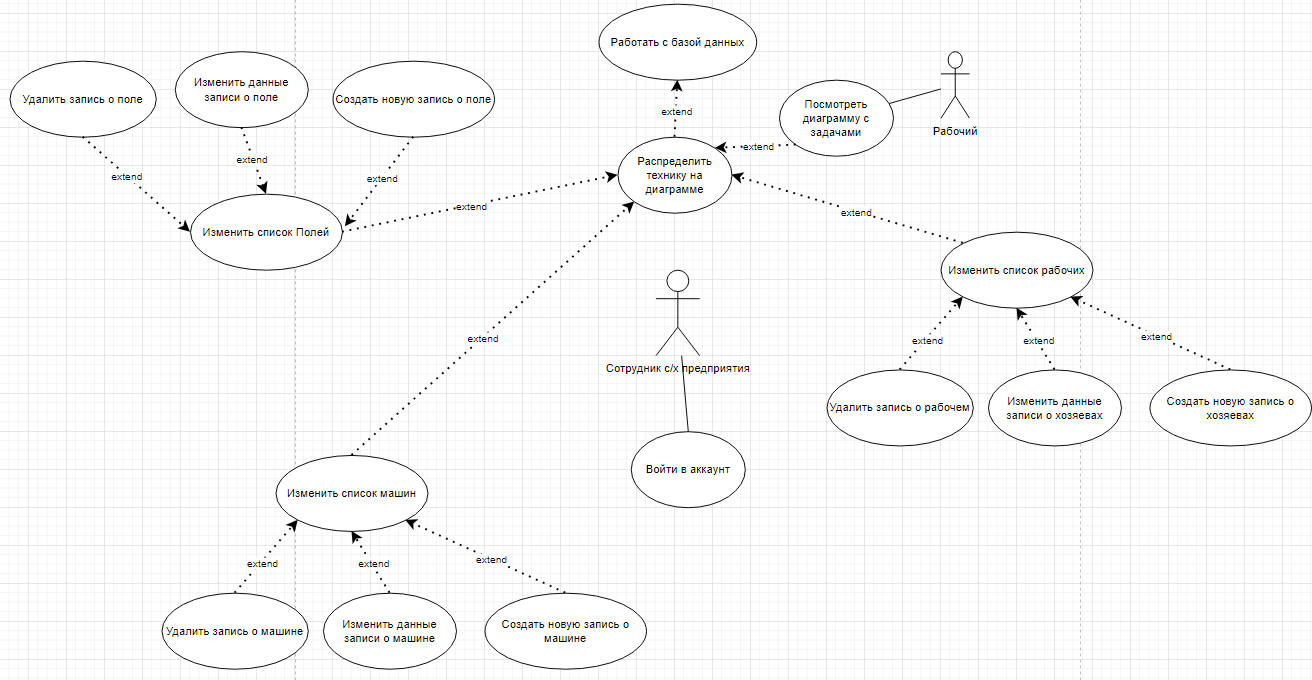 Работать с базой данных
Удалить запись о поле
Изменить данные
записи о поле
Создать новую запись о поле
Посмотреть
диаграмму с
задачами
Рабочий
extend
extend
extend
extend
extend
Распределить
технику на
диаграмме
extend
extend
extend
Изменить список Полей
Изменить список рабочих
extend
extend
extend
extend
Сотрудник с/х предприятия
Удалить запись о рабочем
Изменить данные
записи о хозяевах
Создать новую запись о
хозяевах
Войти в аккаунт
Изменить список машин
extend
extend
extend
Удалить запись о машине
Изменить данные
записи о машине
Создать новую запись о
машине